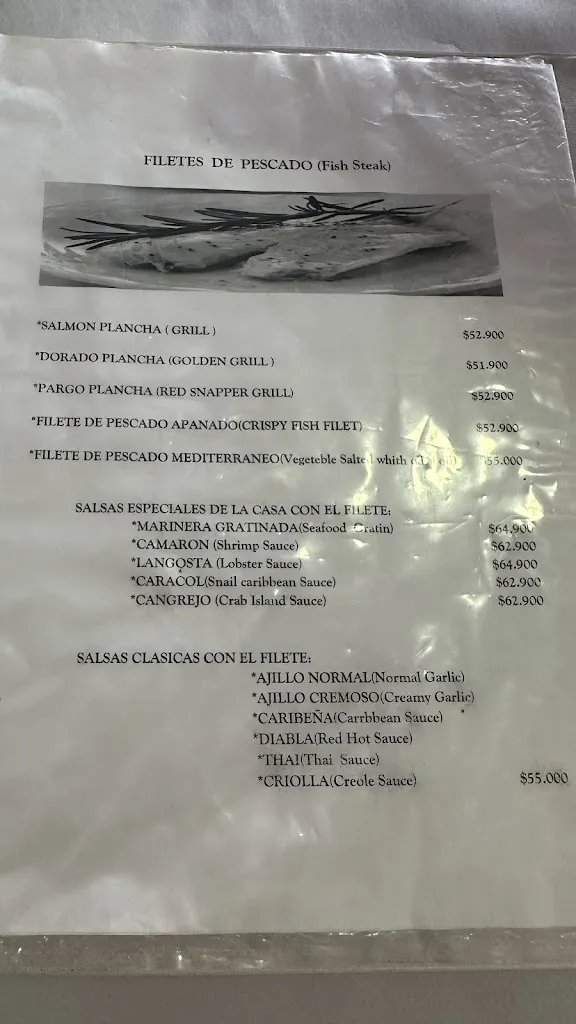 FILETES DE PESCADO (Fish Steak)
*SALMON PLANCHA ( GRILL ) $52.900
*DORADO PLANCHA (GOLDEN GRILL ) $51.900
*PARGO PLANCHA (RED SNAPPER GRILL) $52.900
*FILETE DE PESCADO APANADO(CRISPY FISH FILET) $52.900
*FILETE DE PESCADO MEDITERRANEO(Vegeteble Salted whith 55.000
SALSAS ESPECIALES DE LA CASA CON EL FILETE:
*MARINERA GRATINADA(Seafood Gratin) $64.900
*CAMARON (Shrimp Sauce) $62.900
*LANGOSTA (Lobster Sauce) $64.900
*CARACOL(Snail caribbean Sauce) $62.900
*CANGREJO (Crab Island Sauce) $62.900
SALSAS CLASICAS CON EL FILETE:
*AJILLO NORMAL(Normal Garlic)
*AJILLO CREMOSO(Creamy Garlic)
*CARIBEÑA(Carrbbean Sauce) *
*DIABLA(Red Hot Sauce)
*THAI(Thai Sauce)
*CRIOLLA(Creole Sauce) $55.000